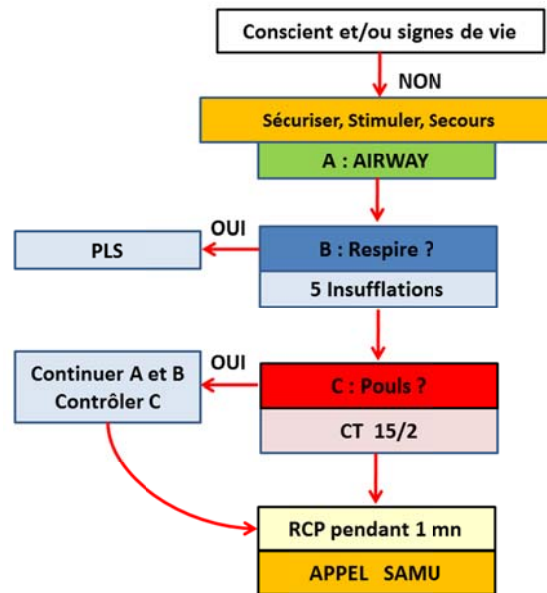 Conscient et/ou signes de vie
NON
Sécuriser, Stimuler, Secours
A : AIRWAY
OUI
PLS
B : Respire ?
5 Insufflations
OUI
Continuer A et B
Contrôler C
C : Pouls ?
CT 15/2
RCP pendant 1 mn
APPEL SAMU